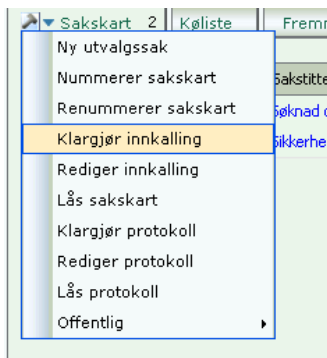 Sakskart 2 Køliste Fremm
Ny utvalgssak
Nummerer sakskart
Sakstitte
Renummerer sakskart
Søknad o
Klargjør innkalling
Sikkerhe
Rediger innkalling
Lås sakskart
Klargjør protokoll
Rediger protokoll
Lås protokoll
Offentlig